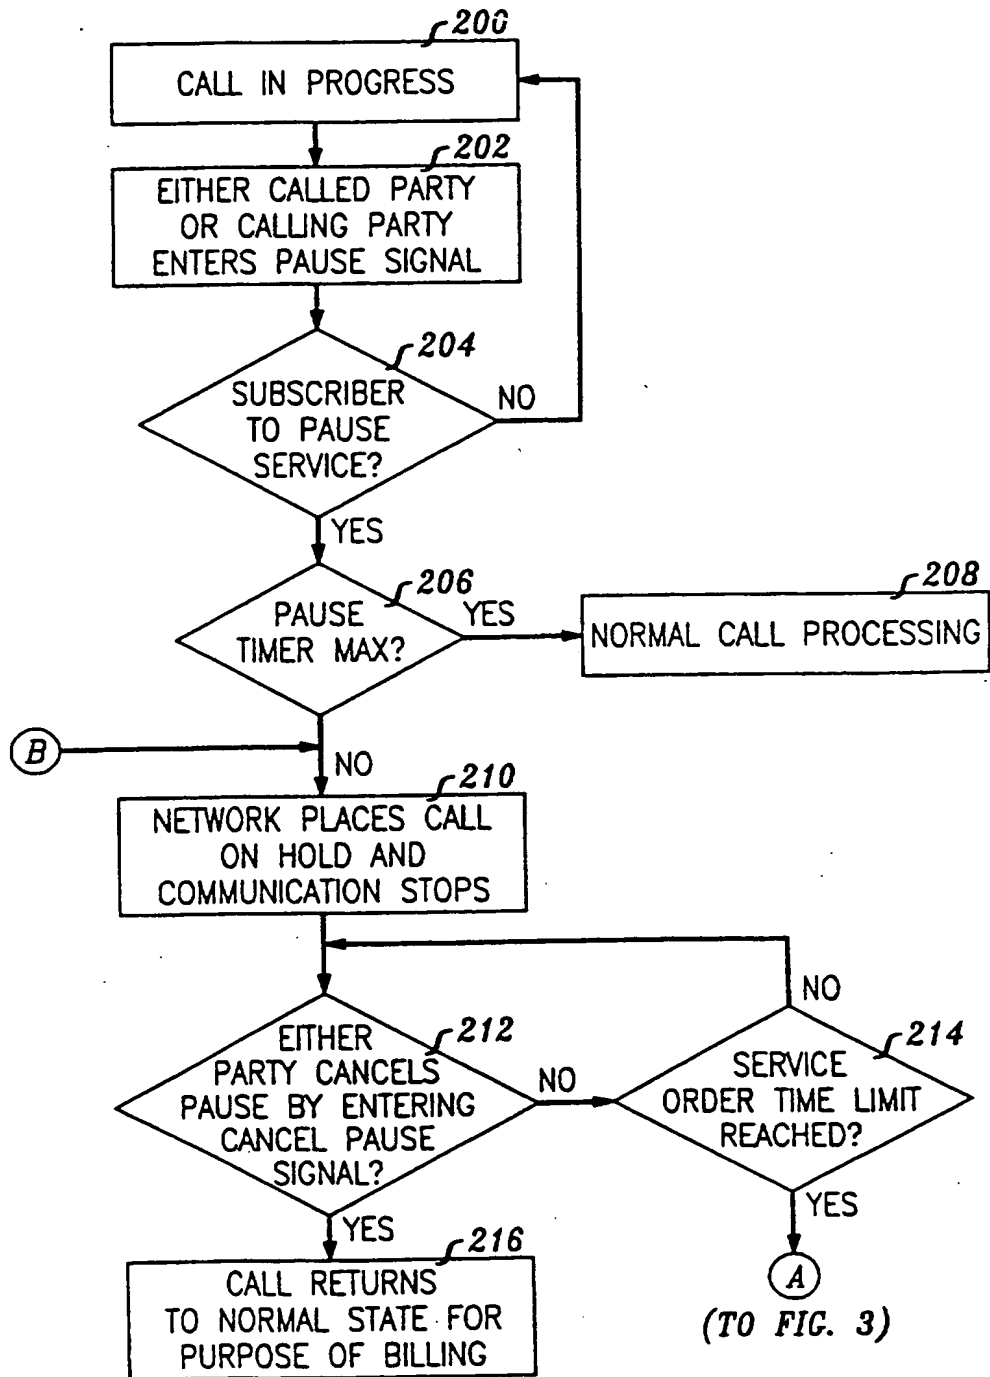 200
CALL IN PROGRESS
202
EITHER CALLED PARTY
OR CALLING PARTY
ENTERS PAUSE SIGNAL
204
SUBSCRIBER
TO PAUSE
SERVICE?
NO
YES
206
PAUSE
TIMER MAX?
YES
208
NORMAL CALL PROCESSING
B
NO
210
NETWORK PLACES CALL
ON HOLD AND
COMMUNICATION STOPS
NO
212
EITHER
PARTY CANCELS
PAUSE BY ENTERING
CANCEL PAUSE
SIGNAL?
NO
214
SERVICE
ORDER TIME LIMIT
REACHED?
YES
YES
216
CALL RETURNS
TO NORMAL STATE FOR
PURPOSE OF BILLING
A
(TO FIG. 3)